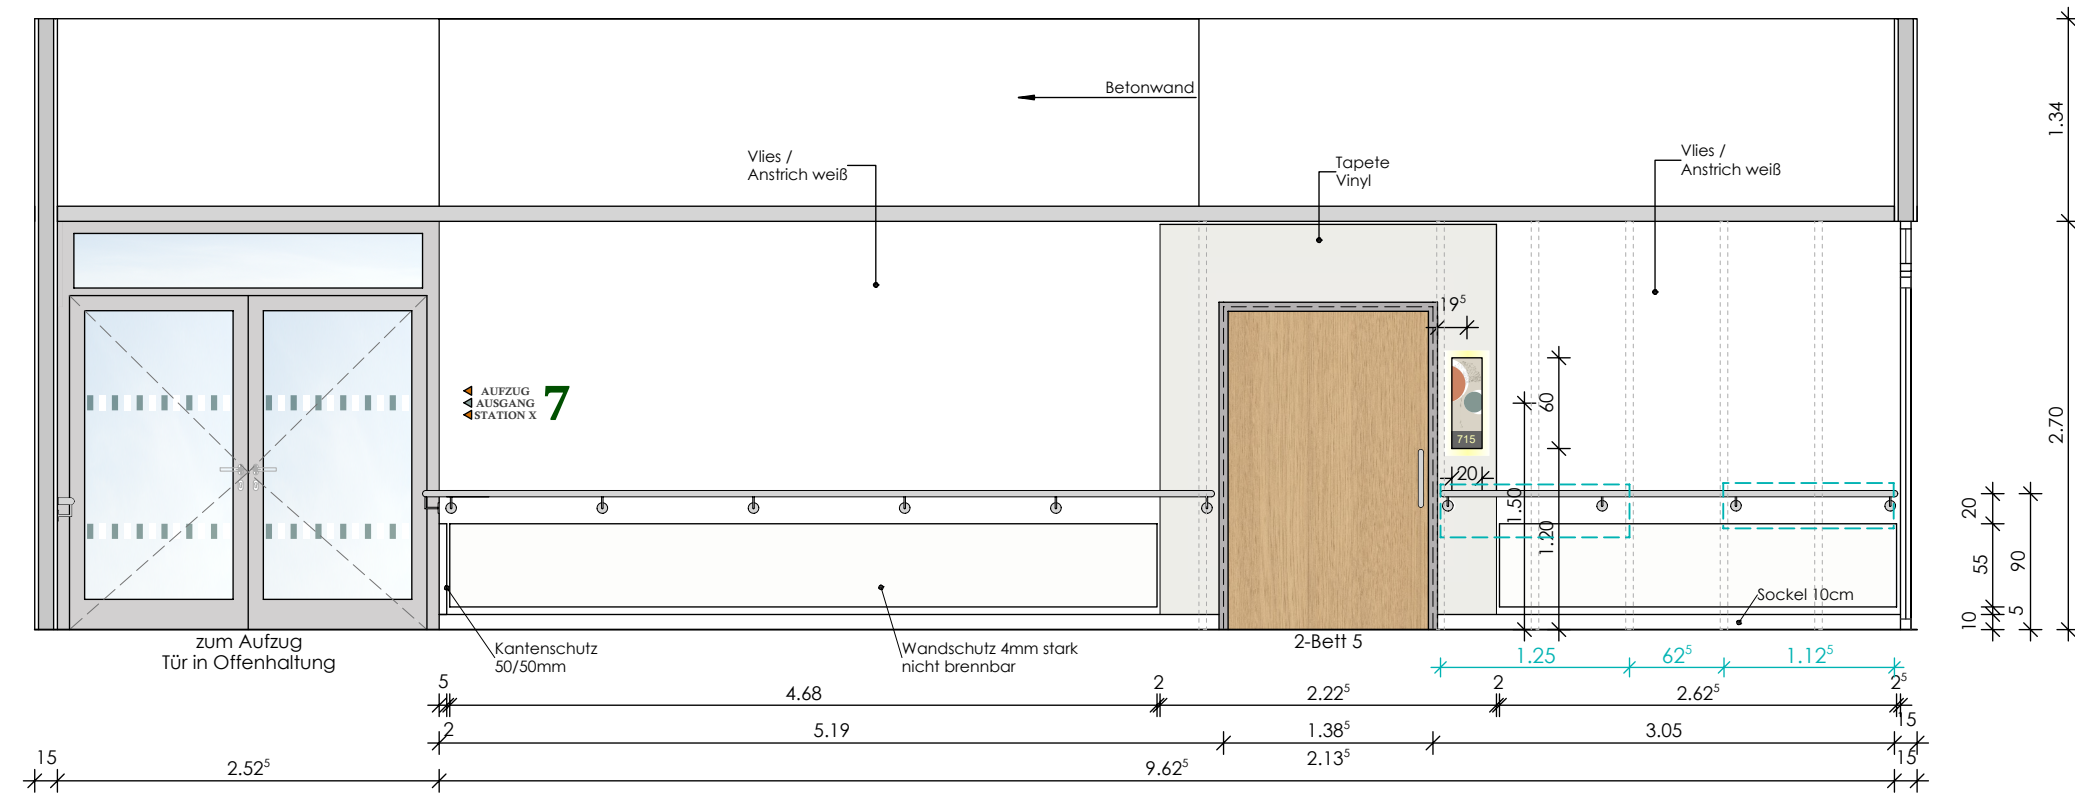 Betonwand
1.34
Vlies /
Anstrich weiß
Tapete
Vinyl
Vlies /
Anstrich weiß
19⁵
AUFZUG
AUSGANG
STATION X
7
60
715
20
1.50
1.20
2.70
20
55
90
10
5
Sockel 10cm
zum Aufzug
Tür in Offenhaltung
Kantenschutz
50/50mm
Wandschutz 4mm stark
nicht brennbar
2-Bett 5
1.25
62⁵
1.12⁵
5
4.68
2
2.22⁵
2
2.62⁵
2⁵
2
5.19
1.38⁵
2.13⁵
3.05
15
15
2.52⁵
9.62⁵
15